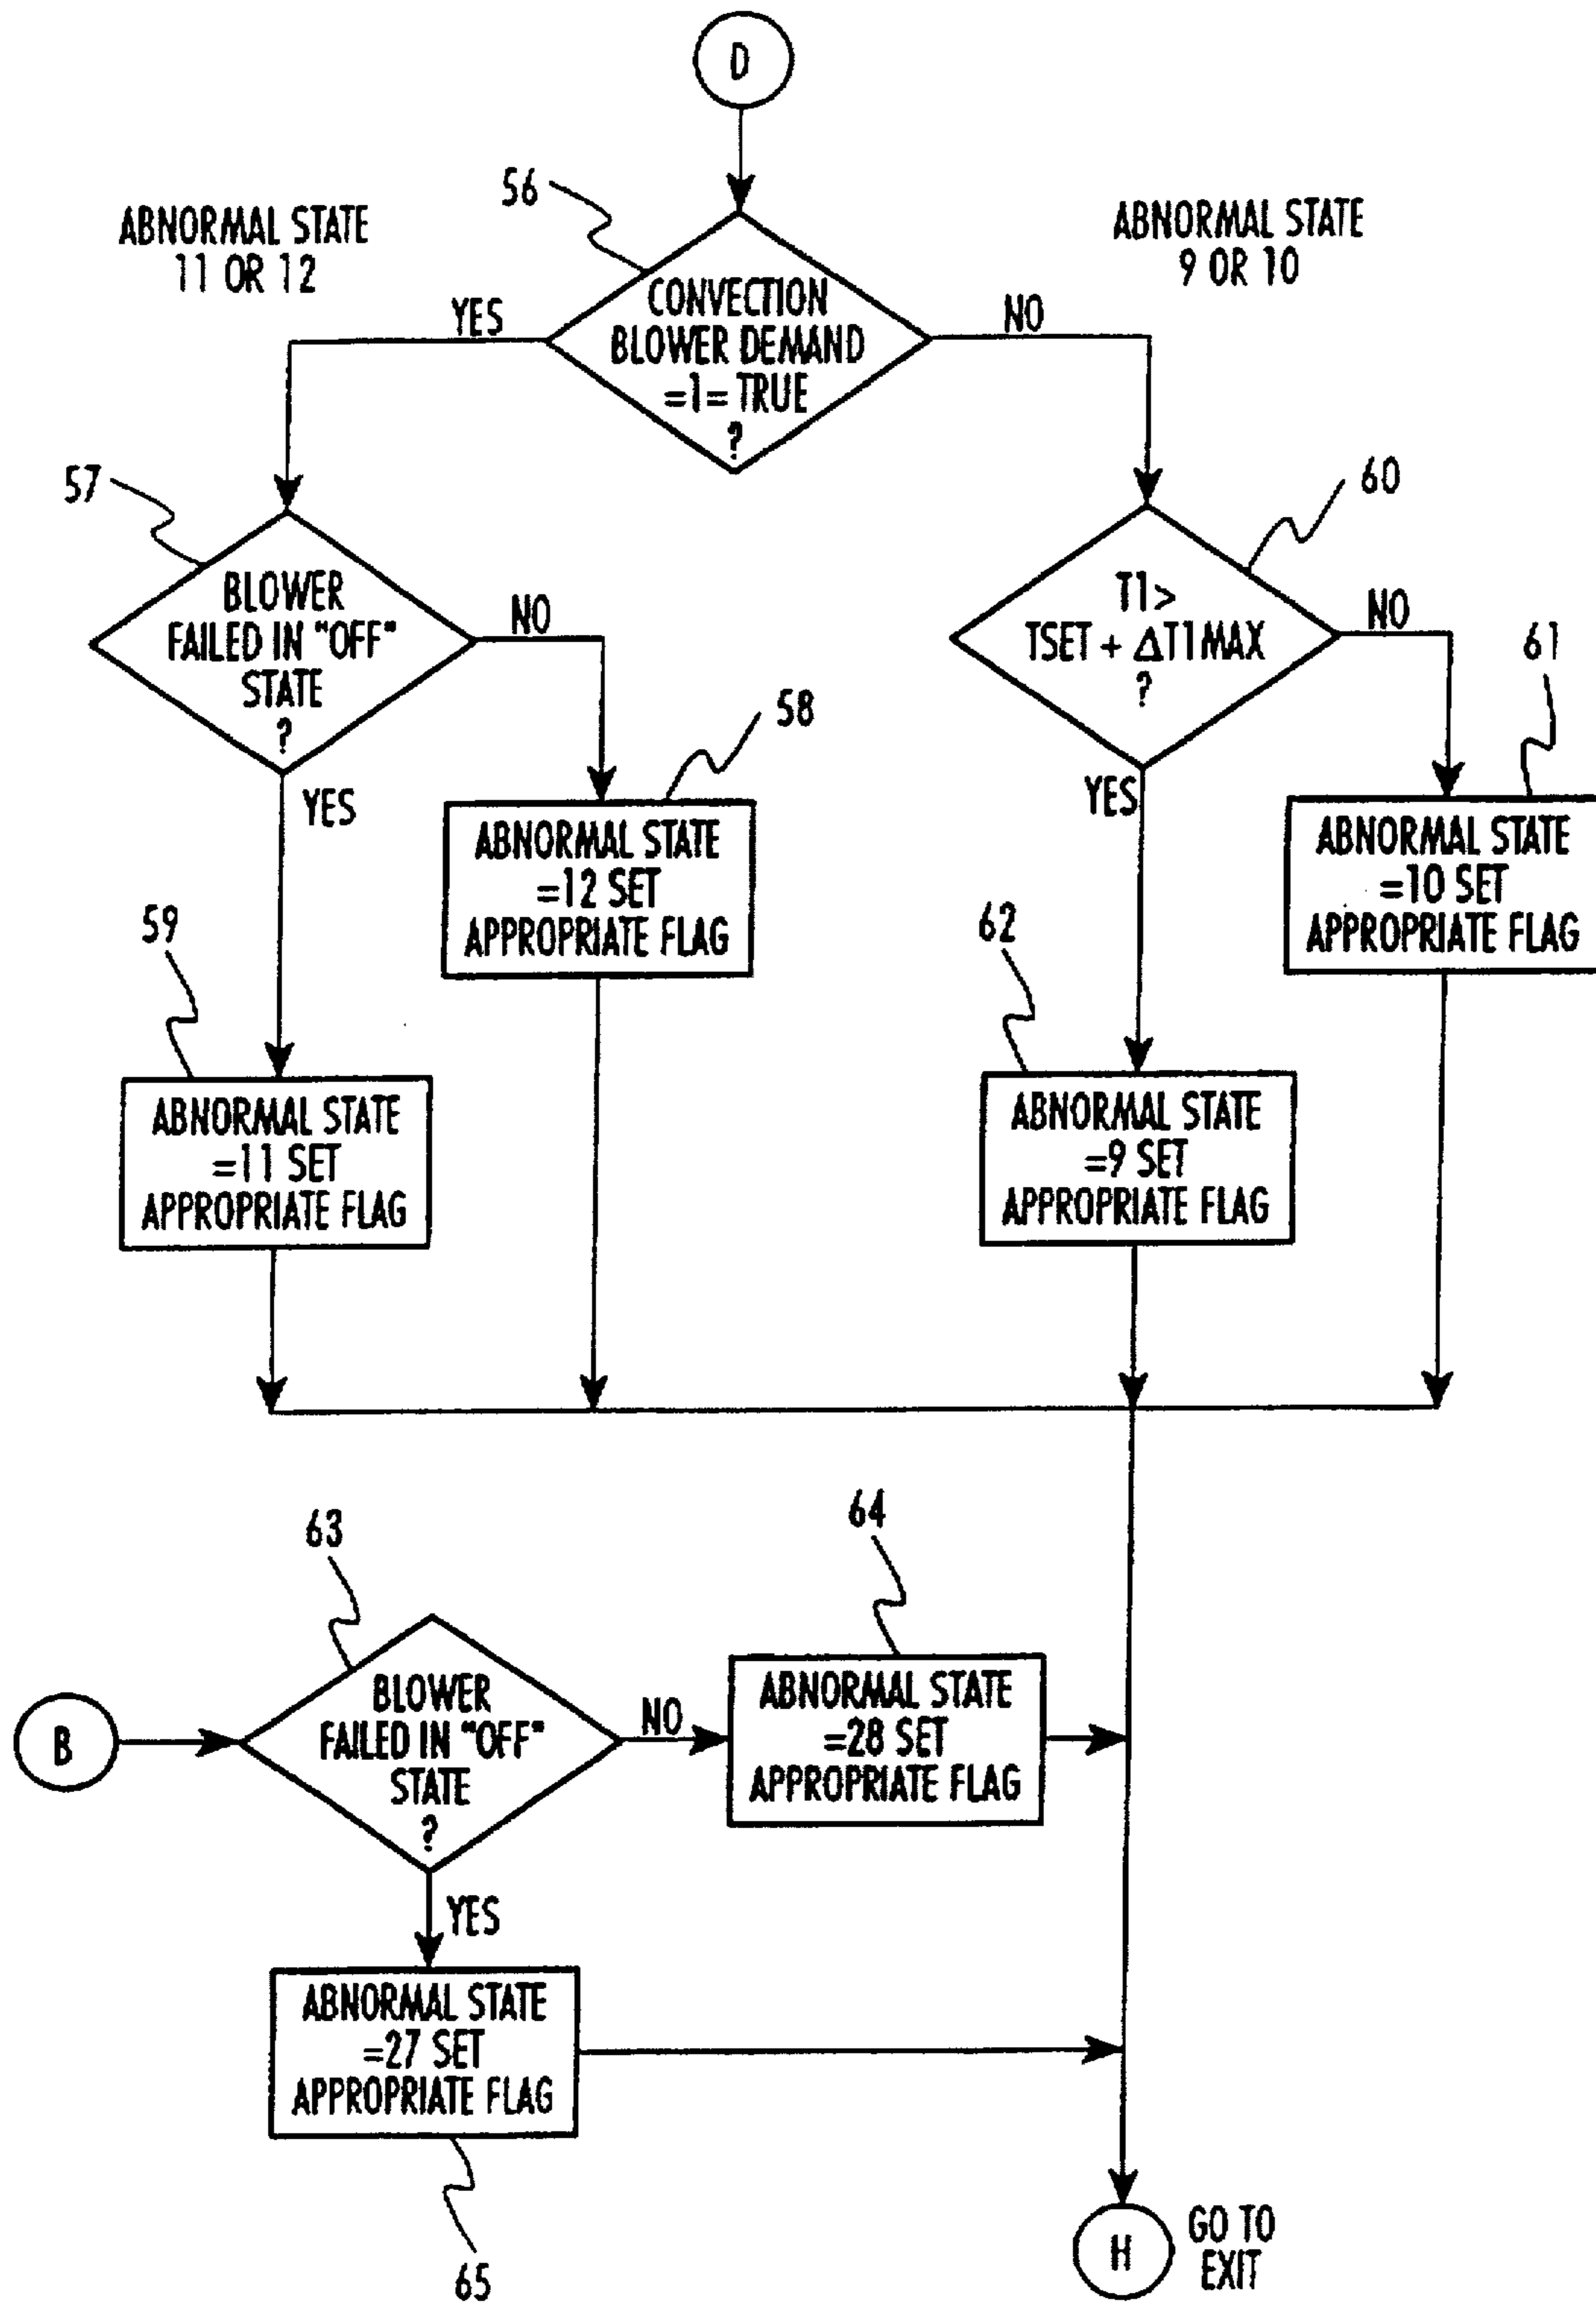 D
56
ABNORMAL STATE
11 OR 12
ABNORMAL STATE
9 OR 10
CONVECTION
BLOWER DEMAND
=1= TRUE
?
YES
NO
57
BLOWER
FAILED IN "OFF"
STATE
?
NO
YES
60
T1>
TSET + ΔT1MAX
?
NO
YES
58
ABNORMAL STATE
=12 SET
APPROPRIATE FLAG
61
ABNORMAL STATE
=10 SET
APPROPRIATE FLAG
59
ABNORMAL STATE
=11 SET
APPROPRIATE FLAG
62
ABNORMAL STATE
=9 SET
APPROPRIATE FLAG
63
B
BLOWER
FAILED IN "OFF"
STATE
?
NO
YES
64
ABNORMAL STATE
=28 SET
APPROPRIATE FLAG
ABNORMAL STATE
=27 SET
APPROPRIATE FLAG
65
H
GO TO
EXIT